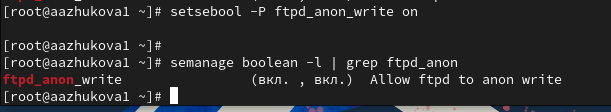 [root@aazhukova1 ~]# setsebool -P ftpd_anon_write on
[root@aazhukova1 ~]#
[root@aazhukova1 ~]# semanage boolean -l | grep ftpd_anon
ftpd_anon_write (вкл. , вкл.) Allow ftpd to anon write
[root@aazhukova1 ~]#